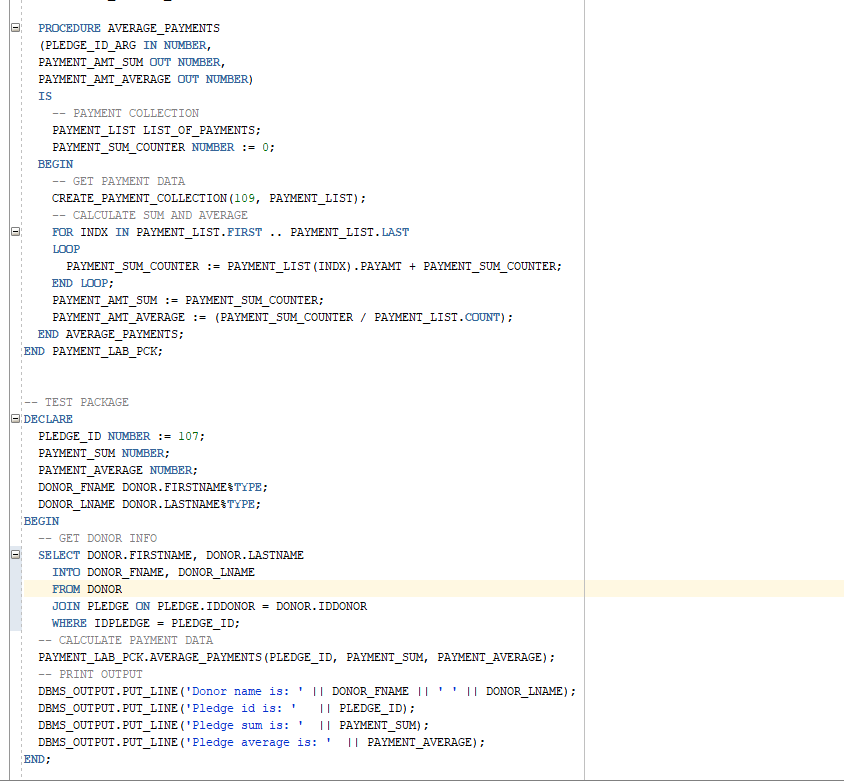 PROCEDURE AVERAGE_PAYMENTS
(PLEDGE_ID_ARG IN NUMBER,
PAYMENT_AMT_SUM OUT NUMBER,
PAYMENT_AMT_AVERAGE OUT NUMBER)
IS
-- PAYMENT COLLECTION
PAYMENT_LIST LIST_OF_PAYMENTS;
PAYMENT_SUM_COUNTER NUMBER := 0;
BEGIN
-- GET PAYMENT DATA
CREATE_PAYMENT_COLLECTION(109, PAYMENT_LIST);
-- CALCULATE SUM AND AVERAGE
FOR INDX IN PAYMENT_LIST.FIRST .. PAYMENT_LIST.LAST
LOOP
PAYMENT_SUM_COUNTER := PAYMENT_LIST(INDX).PAYAMT + PAYMENT_SUM_COUNTER;
END LOOP;
PAYMENT_AMT_SUM := PAYMENT_SUM_COUNTER;
PAYMENT_AMT_AVERAGE := (PAYMENT_SUM_COUNTER / PAYMENT_LIST.COUNT);
END AVERAGE_PAYMENTS;
END PAYMENT_LAB_PCK;
-- TEST PACKAGE
DECLARE
PLEDGE_ID NUMBER := 107;
PAYMENT_SUM NUMBER;
PAYMENT_AVERAGE NUMBER;
DONOR_FNAME DONOR.FIRSTNAME%TYPE;
DONOR_LNAME DONOR.LASTNAME%TYPE;
BEGIN
-- GET DONOR INFO
SELECT DONOR.FIRSTNAME, DONOR.LASTNAME
INTO DONOR_FNAME, DONOR_LNAME
FROM DONOR
JOIN PLEDGE ON PLEDGE.IDDONOR = DONOR.IDDONOR
WHERE IDPLEDGE = PLEDGE_ID;
-- CALCULATE PAYMENT DATA
PAYMENT_LAB_PCK.AVERAGE_PAYMENTS(PLEDGE_ID, PAYMENT_SUM, PAYMENT_AVERAGE);
-- PRINT OUTPUT
DBMS_OUTPUT.PUT_LINE('Donor name is: ' || DONOR_FNAME || ' ' || DONOR_LNAME);
DBMS_OUTPUT.PUT_LINE('Pledge id is: '  || PLEDGE_ID);
DBMS_OUTPUT.PUT_LINE('Pledge sum is: '  || PAYMENT_SUM);
DBMS_OUTPUT.PUT_LINE('Pledge average is: '  || PAYMENT_AVERAGE);
END;